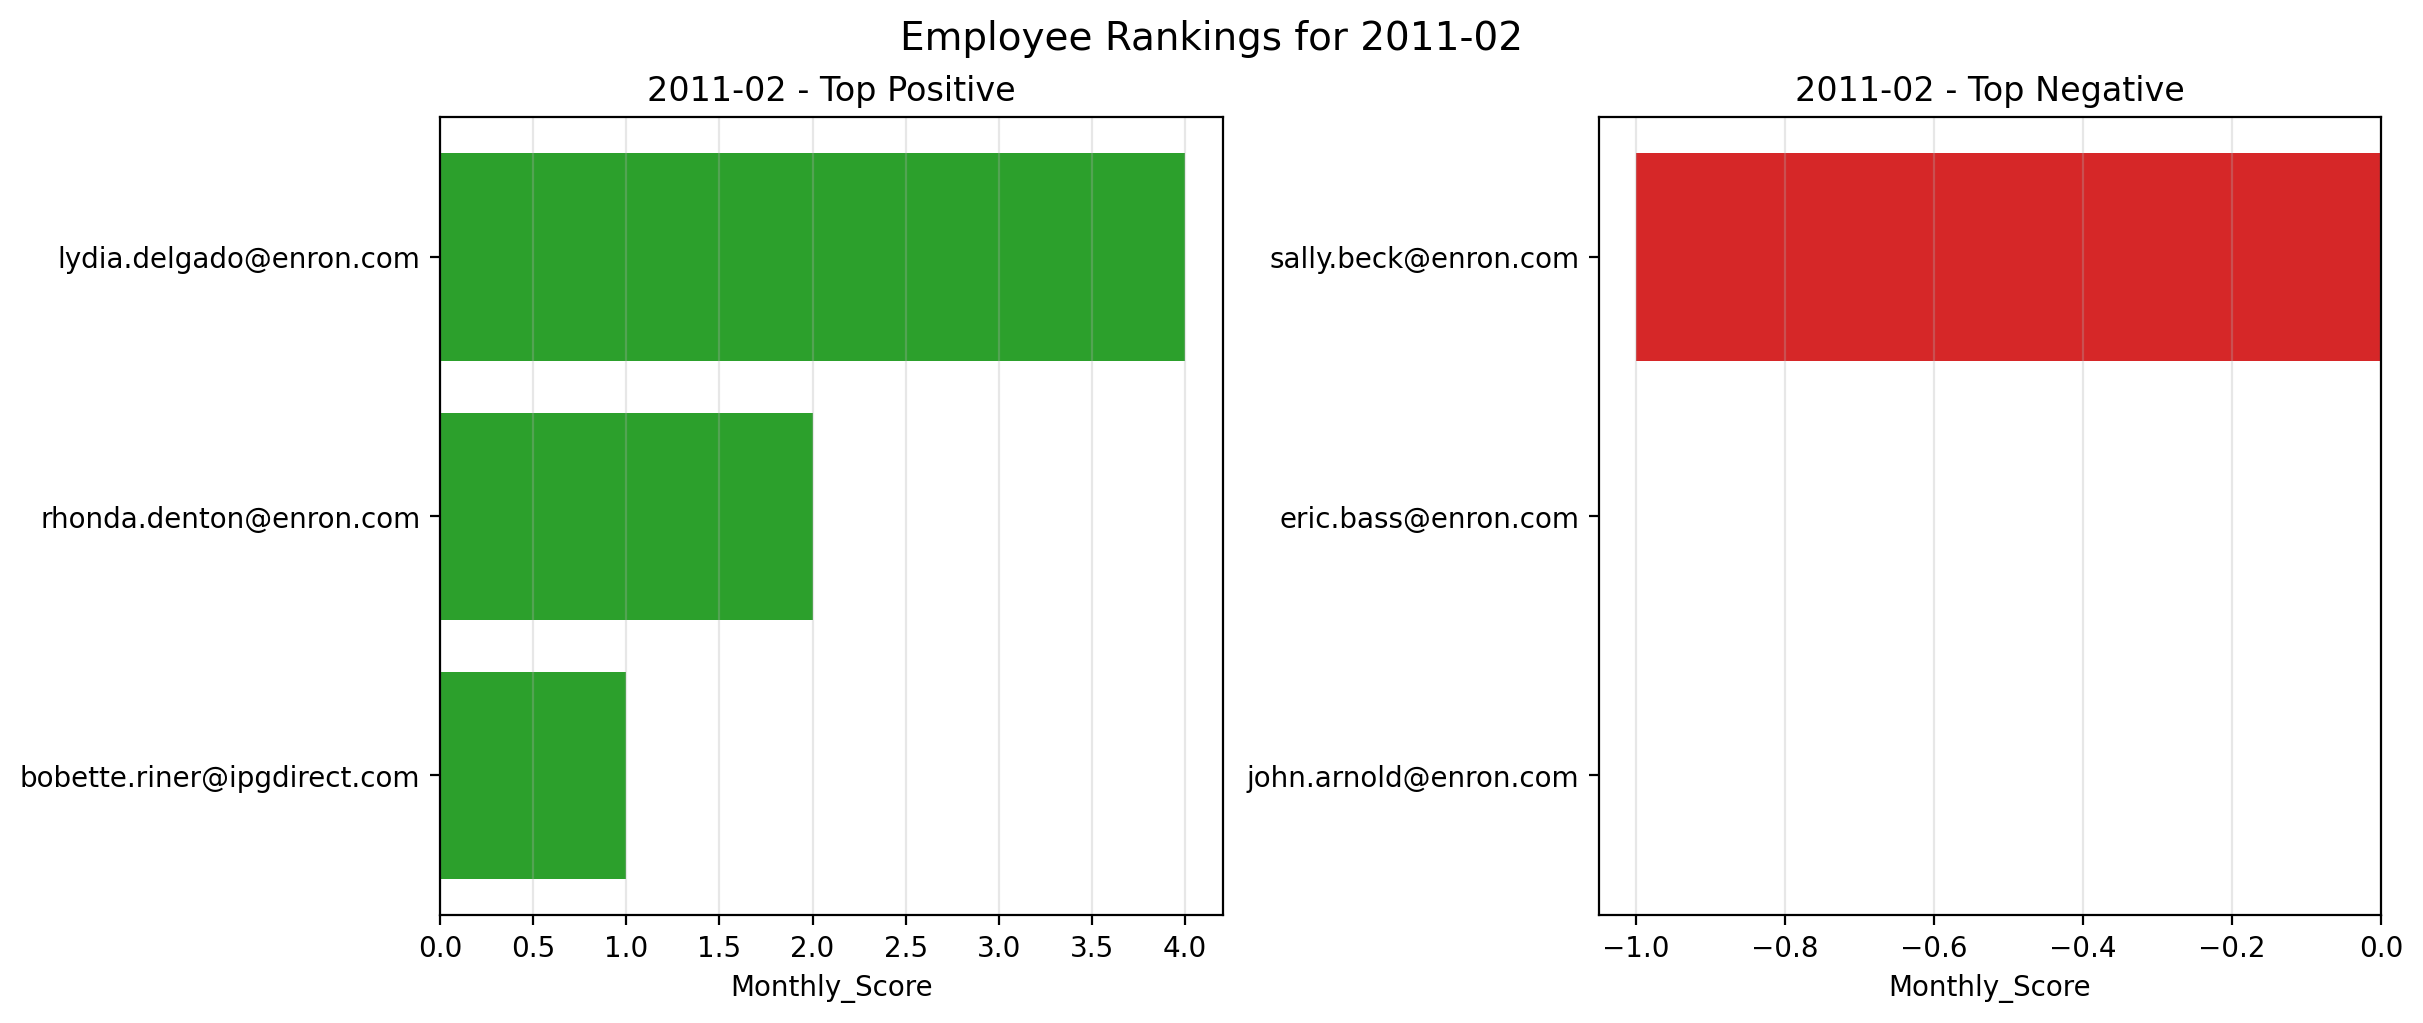 Employee Rankings for 2011-02
2011-02 - Top Positive
lydia.delgado@enron.com
rhonda.denton@enron.com
bobette.riner@ipgdirect.com
0.0 0.5 1.0 1.5 2.0 2.5 3.0 3.5 4.0
Monthly_Score
2011-02 - Top Negative
sally.beck@enron.com
eric.bass@enron.com
john.arnold@enron.com
−1.0 −0.8 −0.6 −0.4 −0.2 0.0
Monthly_Score